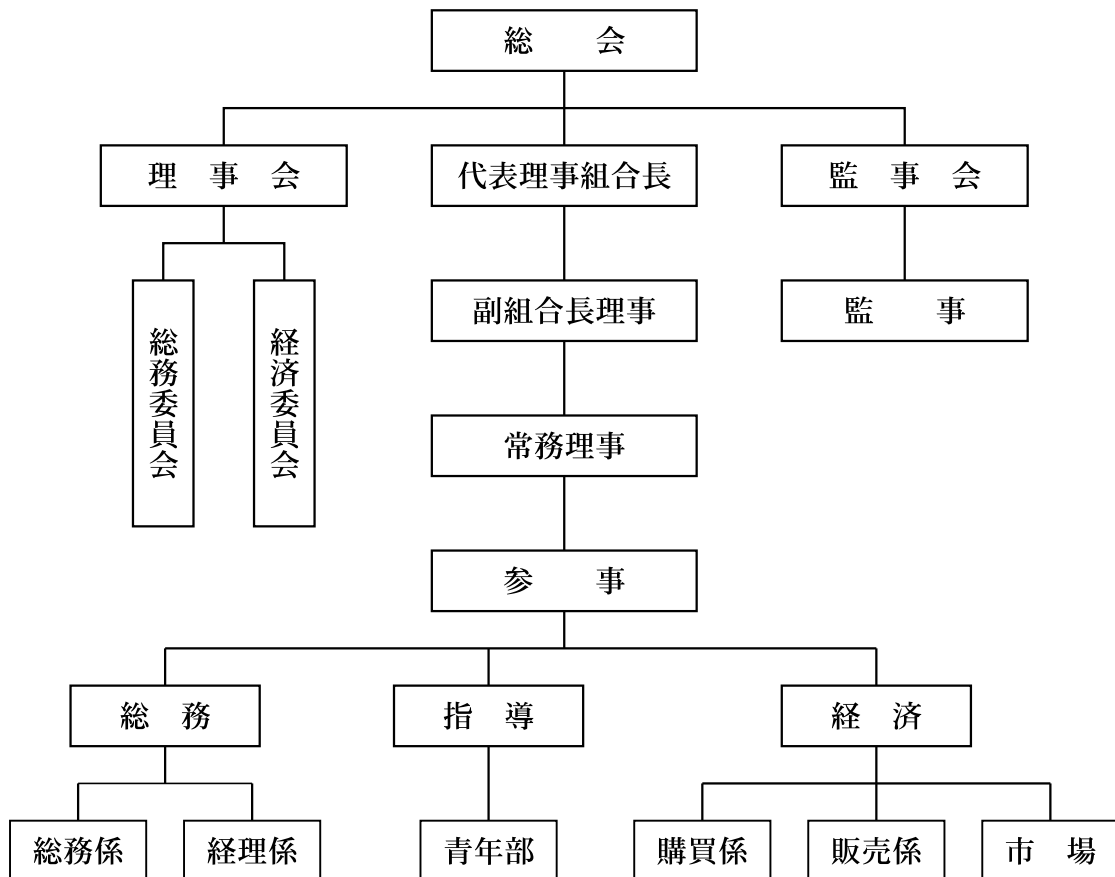 総会
理事会
代表理事組合長
監事会
副組合長理事
監事
総務委員会
経済委員会
常務理事
参事
総務
指導
経済
総務係
経理係
青年部
購買係
販売係
市場